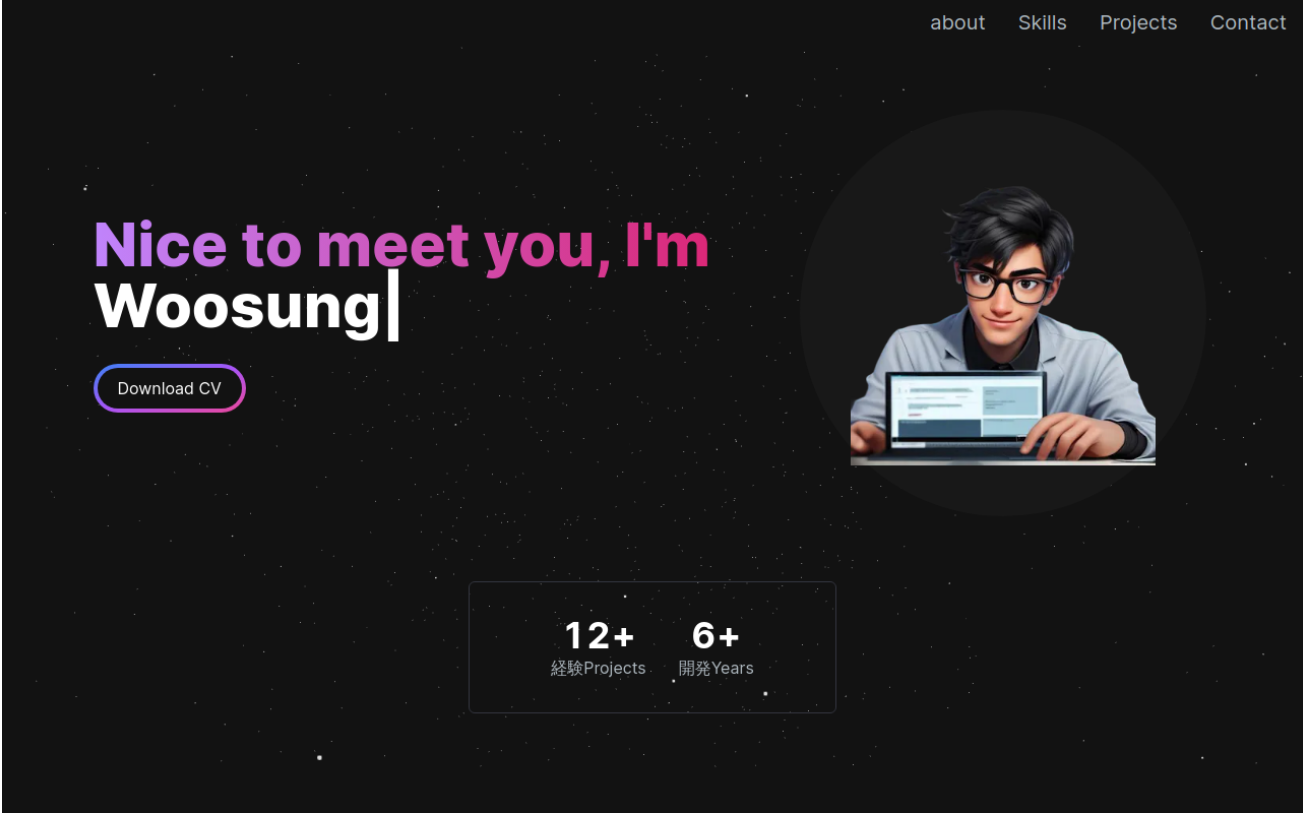 about Skills Projects Contact
Nice to meet you, I'm
Woosung
Download CV
12+ 6+
経験Projects 開発Years